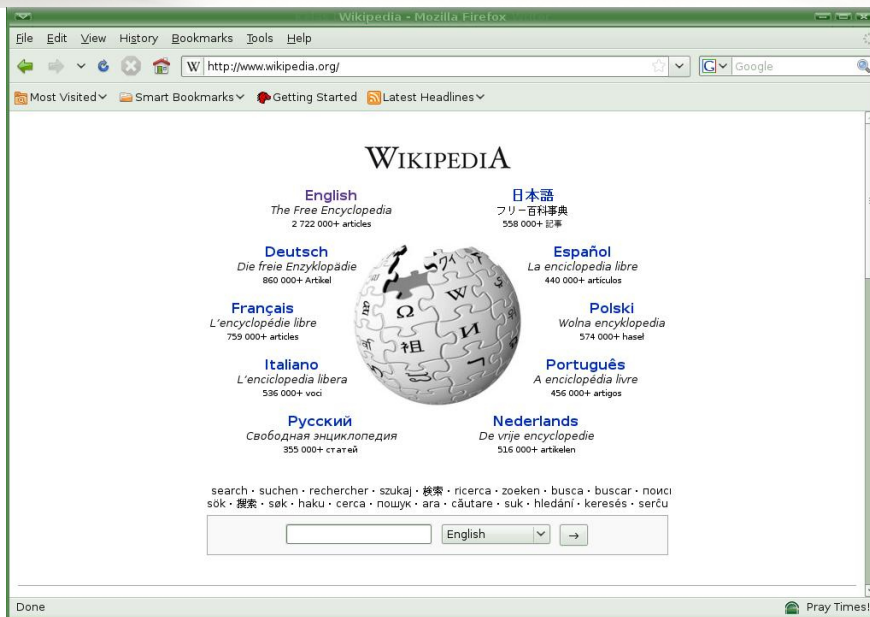 Wikipedia - Mozilla Firefox
File Edit View History Bookmarks Tools Help
W http://www.wikipedia.org/ G Google
Most Visited Smart Bookmarks Getting Started Latest Headlines
WIKIPEDIA
English 日本語
The Free Encyclopedia フリー百科事典
2 722 000+ articles 558 000+ 記事
Deutsch Español
Die freie Enzyklopädie La enciclopedia libre
860 000+ Artikel 440 000+ artículos
Français Polski
L'encyclopédie libre Wolna encyklopedia
759 000+ articles 574 000+ haseł
Italiano Português
L'enciclopedia libera A enciclopédia livre
536 000+ voci 456 000+ artigos
Русский Nederlands
Свободная энциклопедия De vrije encyclopedie
355 000+ статей 516 000+ artikelen
Ω W И 祖
search · suchen · rechercher · szukaj · 検索 · ricerca · zoeken · busca · buscar · поиск
sök · 搜索 · søk · haku · cerca · пошук · ara · căutare · suk · hledání · keresés · serĉu
English →
Done Pray Times!